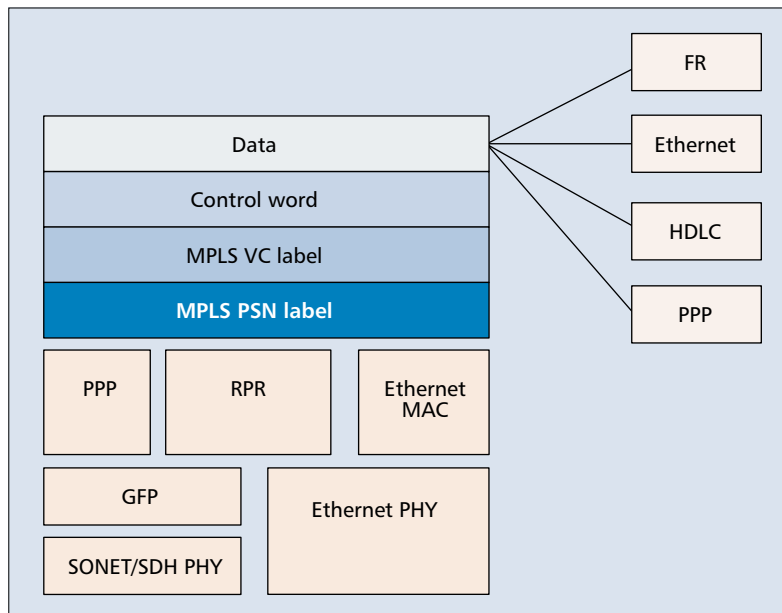 Data
Control word
MPLS VC label
MPLS PSN label
FR
Ethernet
HDLC
PPP
PPP
RPR
Ethernet
MAC
GFP
Ethernet PHY
SONET/SDH PHY